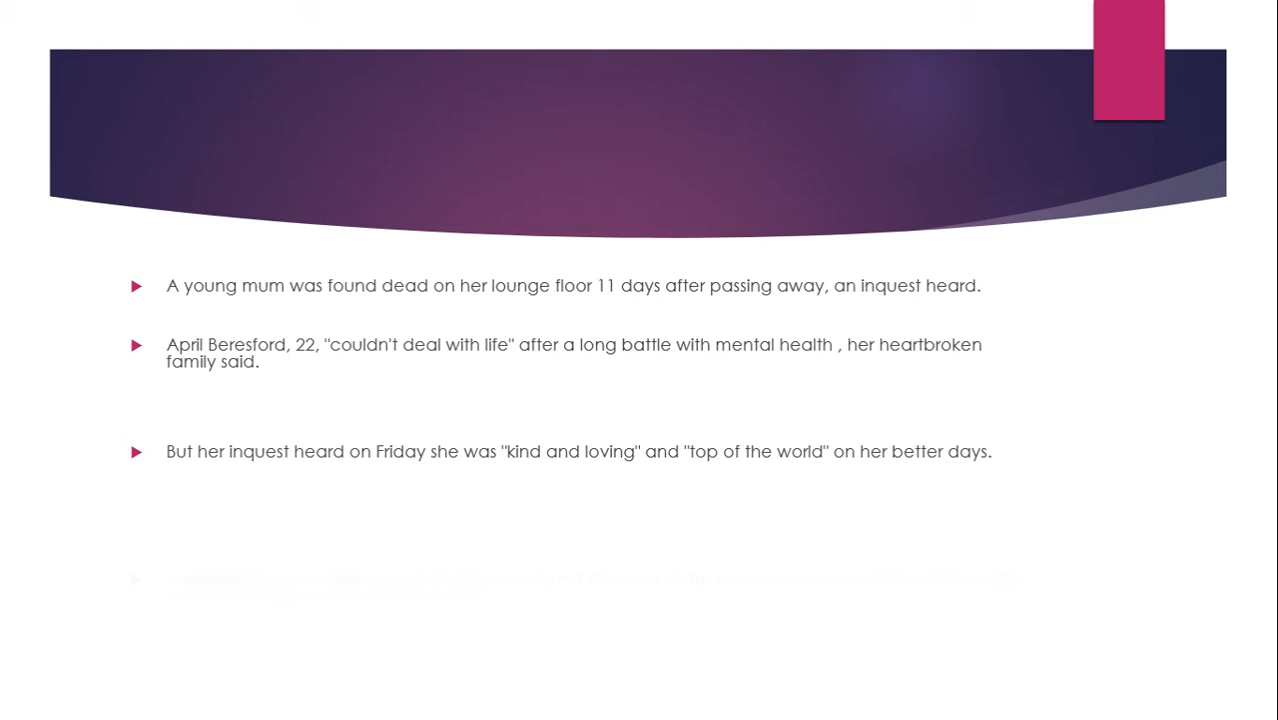 A young mum was found dead on her lounge floor 11 days after passing away, an inquest heard.
April Beresford, 22, "couldn't deal with life" after a long battle with mental health , her heartbroken
family said.
But her inquest heard on Friday she was "kind and loving" and "top of the world" on her better days.